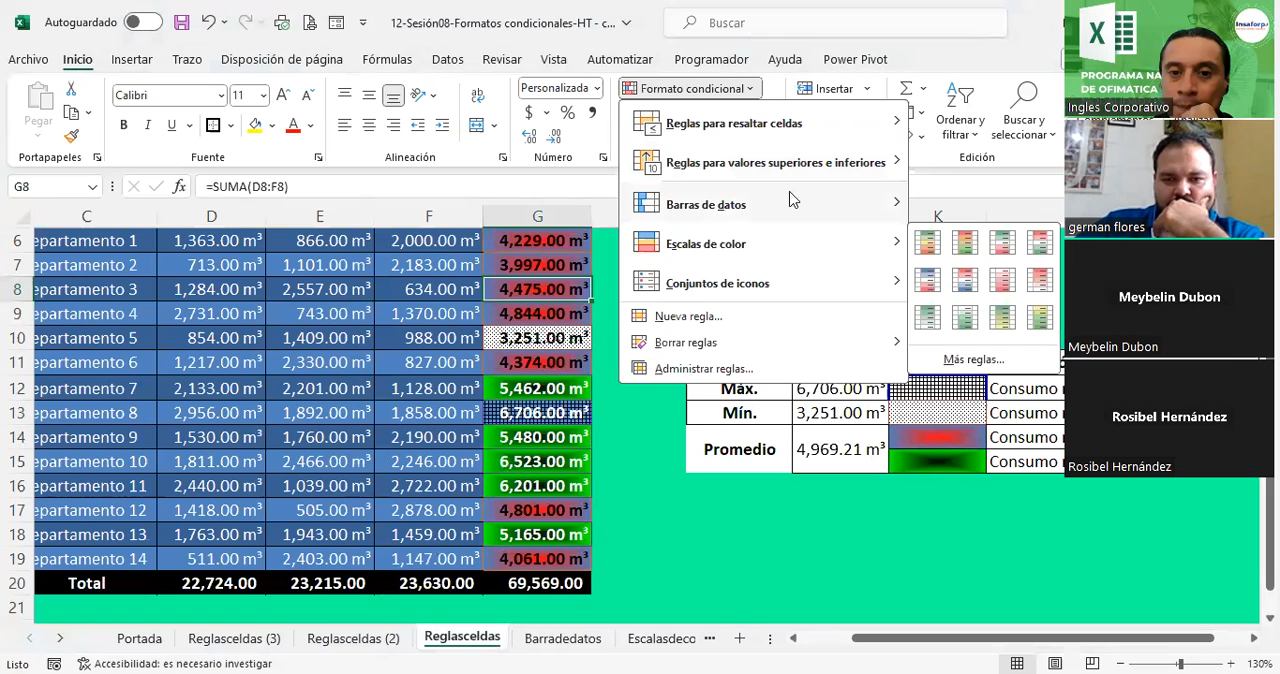 Autoguardado
12-Sesión08-Formatos condicionales-HT - c...
Buscar
Archivo Inicio Insertar Trazo Disposición de página Fórmulas Datos Revisar Vista Automatizar Programador Ayuda Power Pivot
Pegar
Portapapeles
Calibri 11
N K S
Fuente
Alineación
Personalizada
$ % 
Número
Formato condicional
Insertar
Ordenar y filtrar
Buscar y seleccionar
Edición
Reglas para resaltar celdas
Reglas para valores superiores e inferiores
Barras de datos
Escalas de color
Conjuntos de iconos
Nueva regla...
Borrar reglas
Administrar reglas...
Más reglas...
G8 fx =SUMA(D8:F8)
C D E F G K
6 epartamento 1 1,363.00 m³ 866.00 m³ 2,000.00 m³ 4,229.00 m³
7 epartamento 2 713.00 m³ 1,101.00 m³ 2,183.00 m³ 3,997.00 m³
8 epartamento 3 1,284.00 m³ 2,557.00 m³ 634.00 m³ 4,475.00 m³
9 epartamento 4 2,731.00 m³ 743.00 m³ 1,370.00 m³ 4,844.00 m³
10 epartamento 5 854.00 m³ 1,409.00 m³ 988.00 m³ 3,251.00 m³
11 epartamento 6 1,217.00 m³ 2,330.00 m³ 827.00 m³ 4,374.00 m³
12 epartamento 7 2,133.00 m³ 2,201.00 m³ 1,128.00 m³ 5,462.00 m³
13 epartamento 8 2,956.00 m³ 1,892.00 m³ 1,858.00 m³ 6,706.00 m³
14 epartamento 9 1,530.00 m³ 1,760.00 m³ 2,190.00 m³ 5,480.00 m³
15 epartamento 10 1,811.00 m³ 2,466.00 m³ 2,246.00 m³ 6,523.00 m³
16 epartamento 11 2,440.00 m³ 1,039.00 m³ 2,722.00 m³ 6,201.00 m³
17 epartamento 12 1,418.00 m³ 505.00 m³ 2,878.00 m³ 4,801.00 m³
18 epartamento 13 1,763.00 m³ 1,943.00 m³ 1,459.00 m³ 5,165.00 m³
19 epartamento 14 511.00 m³ 2,403.00 m³ 1,147.00 m³ 4,061.00 m³
20 Total 22,724.00 23,215.00 23,630.00 69,569.00
21
Máx. 6,706.00 m³ Consumo
Mín. 3,251.00 m³ Consumo
Promedio 4,969.21 m³
Consumo
Consumo
Portada Reglasceldas (3) Reglasceldas (2) Reglasceldas Barradedatos Escalasdeco ...
Listo Accesibilidad: es necesario investigar 130%
Insaforp
PROGRAMA NA
DE OFIMÁTICA
Ingles Corporativo
german flores
Meybelin Dubon
Meybelin Dubon
Rosibel Hernández
Rosibel Hernández